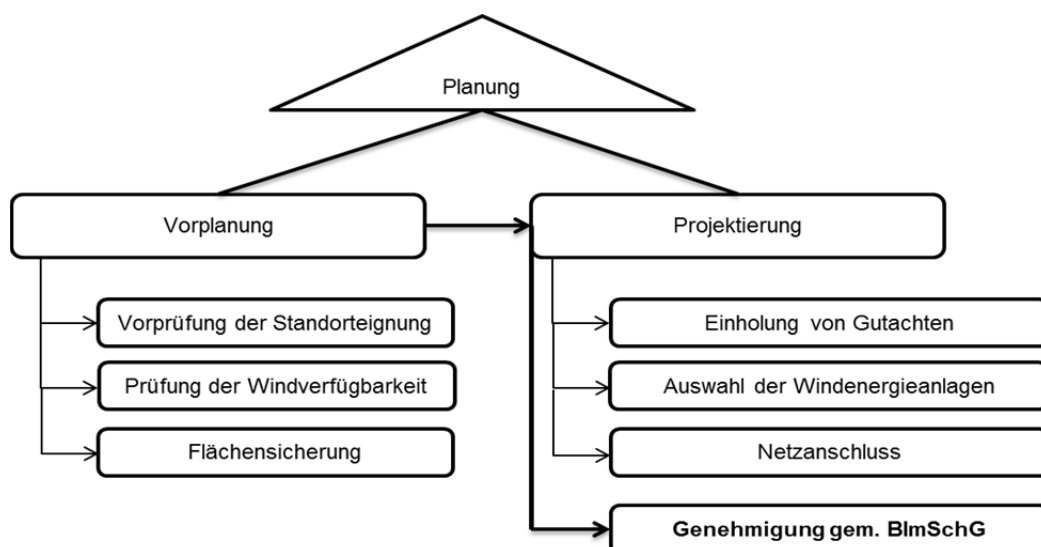 Planung
Vorplanung
Vorprüfung der Standorteignung
Prüfung der Windverfügbarkeit
Flächensicherung
Projektierung
Einholung von Gutachten
Auswahl der Windenergieanlagen
Netzanschluss
Genehmigung gem. BImSchG